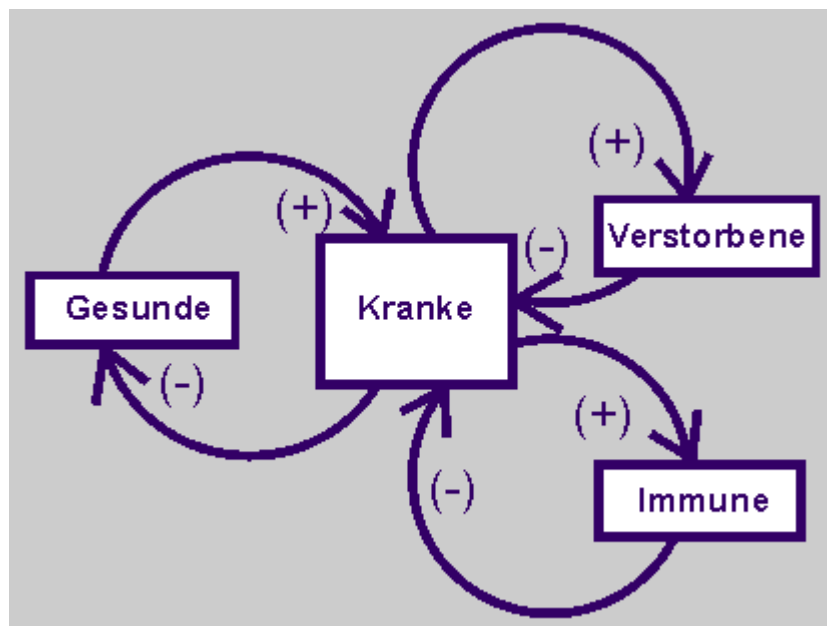 (+)
(+)
Verstorbene
(-)
Gesunde
Kranke
(-)
(+)
(-)
Immune